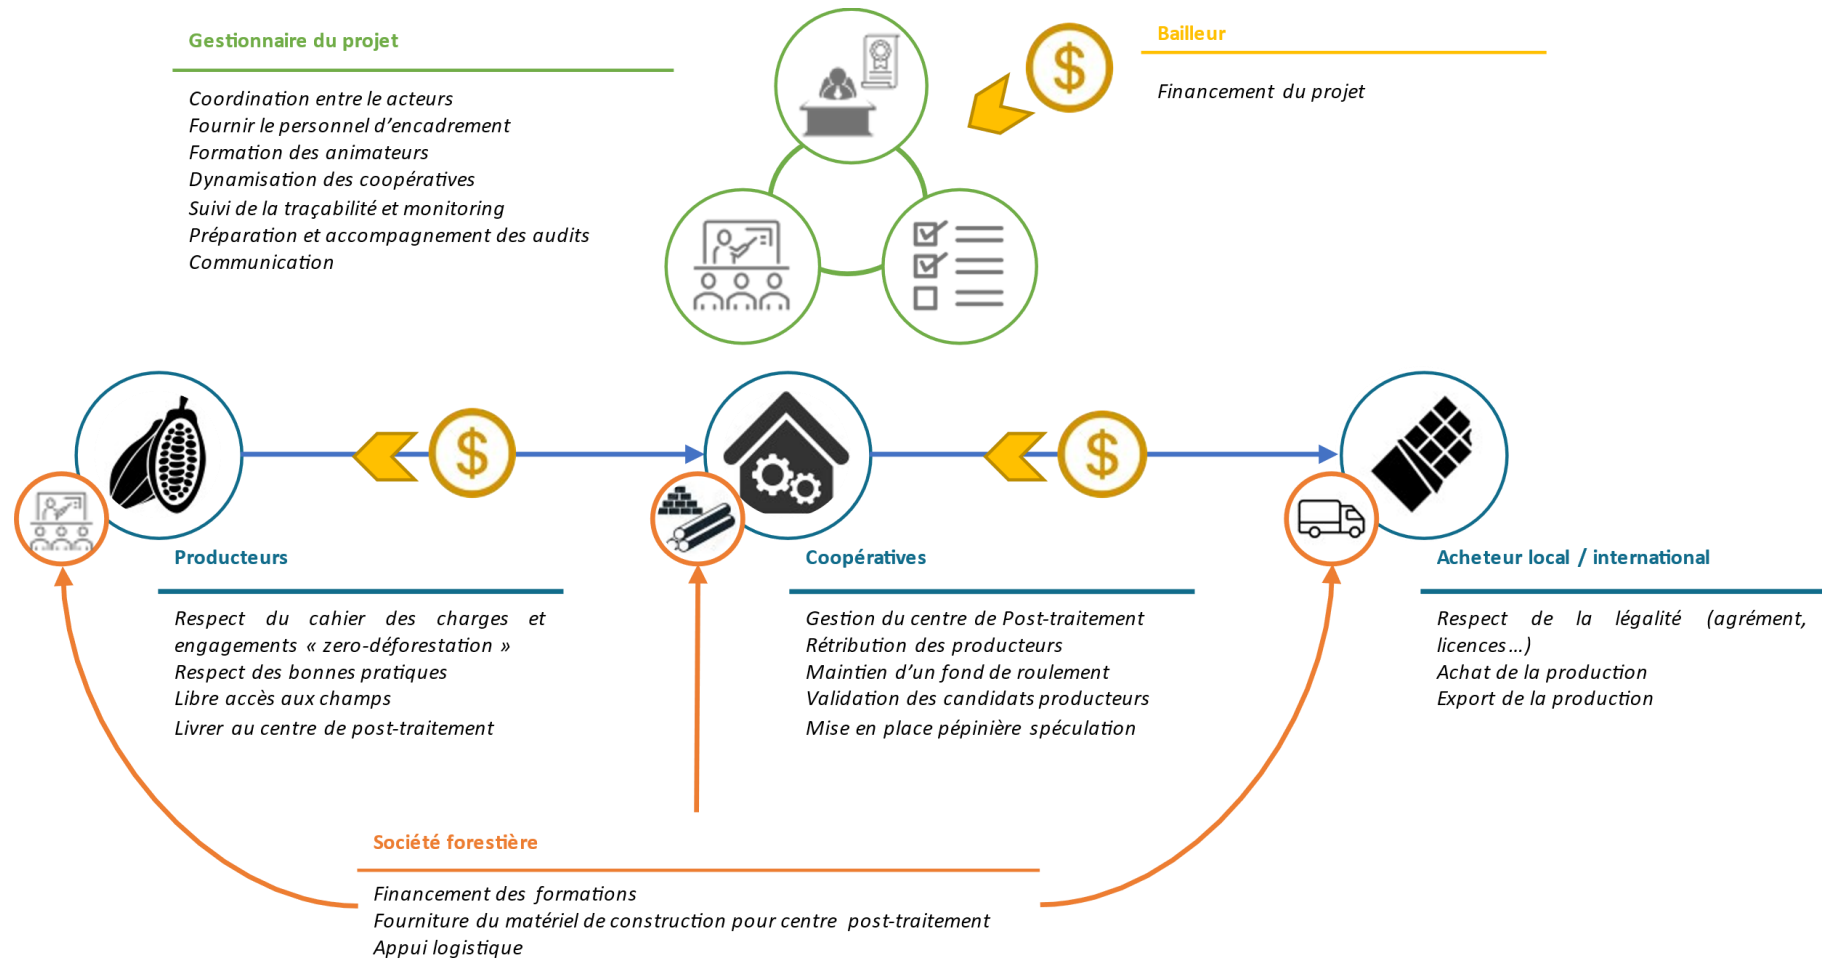 Gestionnaire du projet
Coordination entre le acteurs
Fournir le personnel d'encadrement
Formation des animateurs
Dynamisation des coopératives
Suivi de la traçabilité et monitoring
Préparation et accompagnement des audits
Communication
Bailleur
Financement du projet
$
$
$
Producteurs
Respect du cahier des charges et
engagements « zero-déforestation »
Respect des bonnes pratiques
Libre accès aux champs
Livrer au centre de post-traitement
Coopératives
Gestion du centre de Post-traitement
Rétribution des producteurs
Maintien d'un fond de roulement
Validation des candidats producteurs
Mise en place pépinière spéculation
Acheteur local / international
Respect de la légalité (agrément,
licences...)
Achat de la production
Export de la production
Société forestière
Financement des formations
Fourniture du matériel de construction pour centre post-traitement
Appui logistique